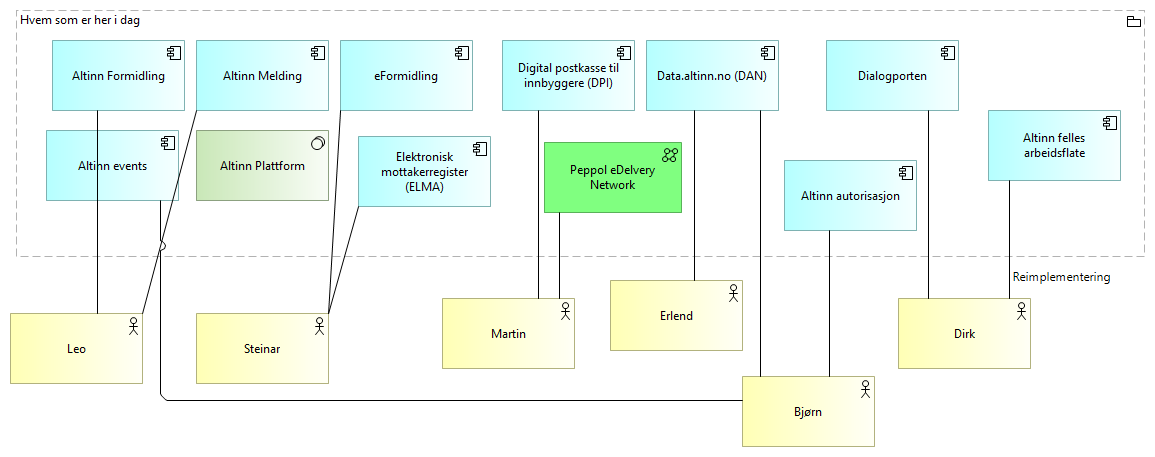 Hvem som er her i dag
Altinn Formidling
Altinn Melding
eFormidling
Digital postkasse til
innbyggere (DPI)
Data.altinn.no (DAN)
Dialogporten
Altinn events
Altinn Plattform
Elektronisk
mottakerregister
(ELMA)
Peppol eDelvery
Network
Altinn autorisasjon
Altinn felles
arbeidsflate
Reimplementering
Leo
Steinar
Martin
Erlend
Dirk
Bjørn